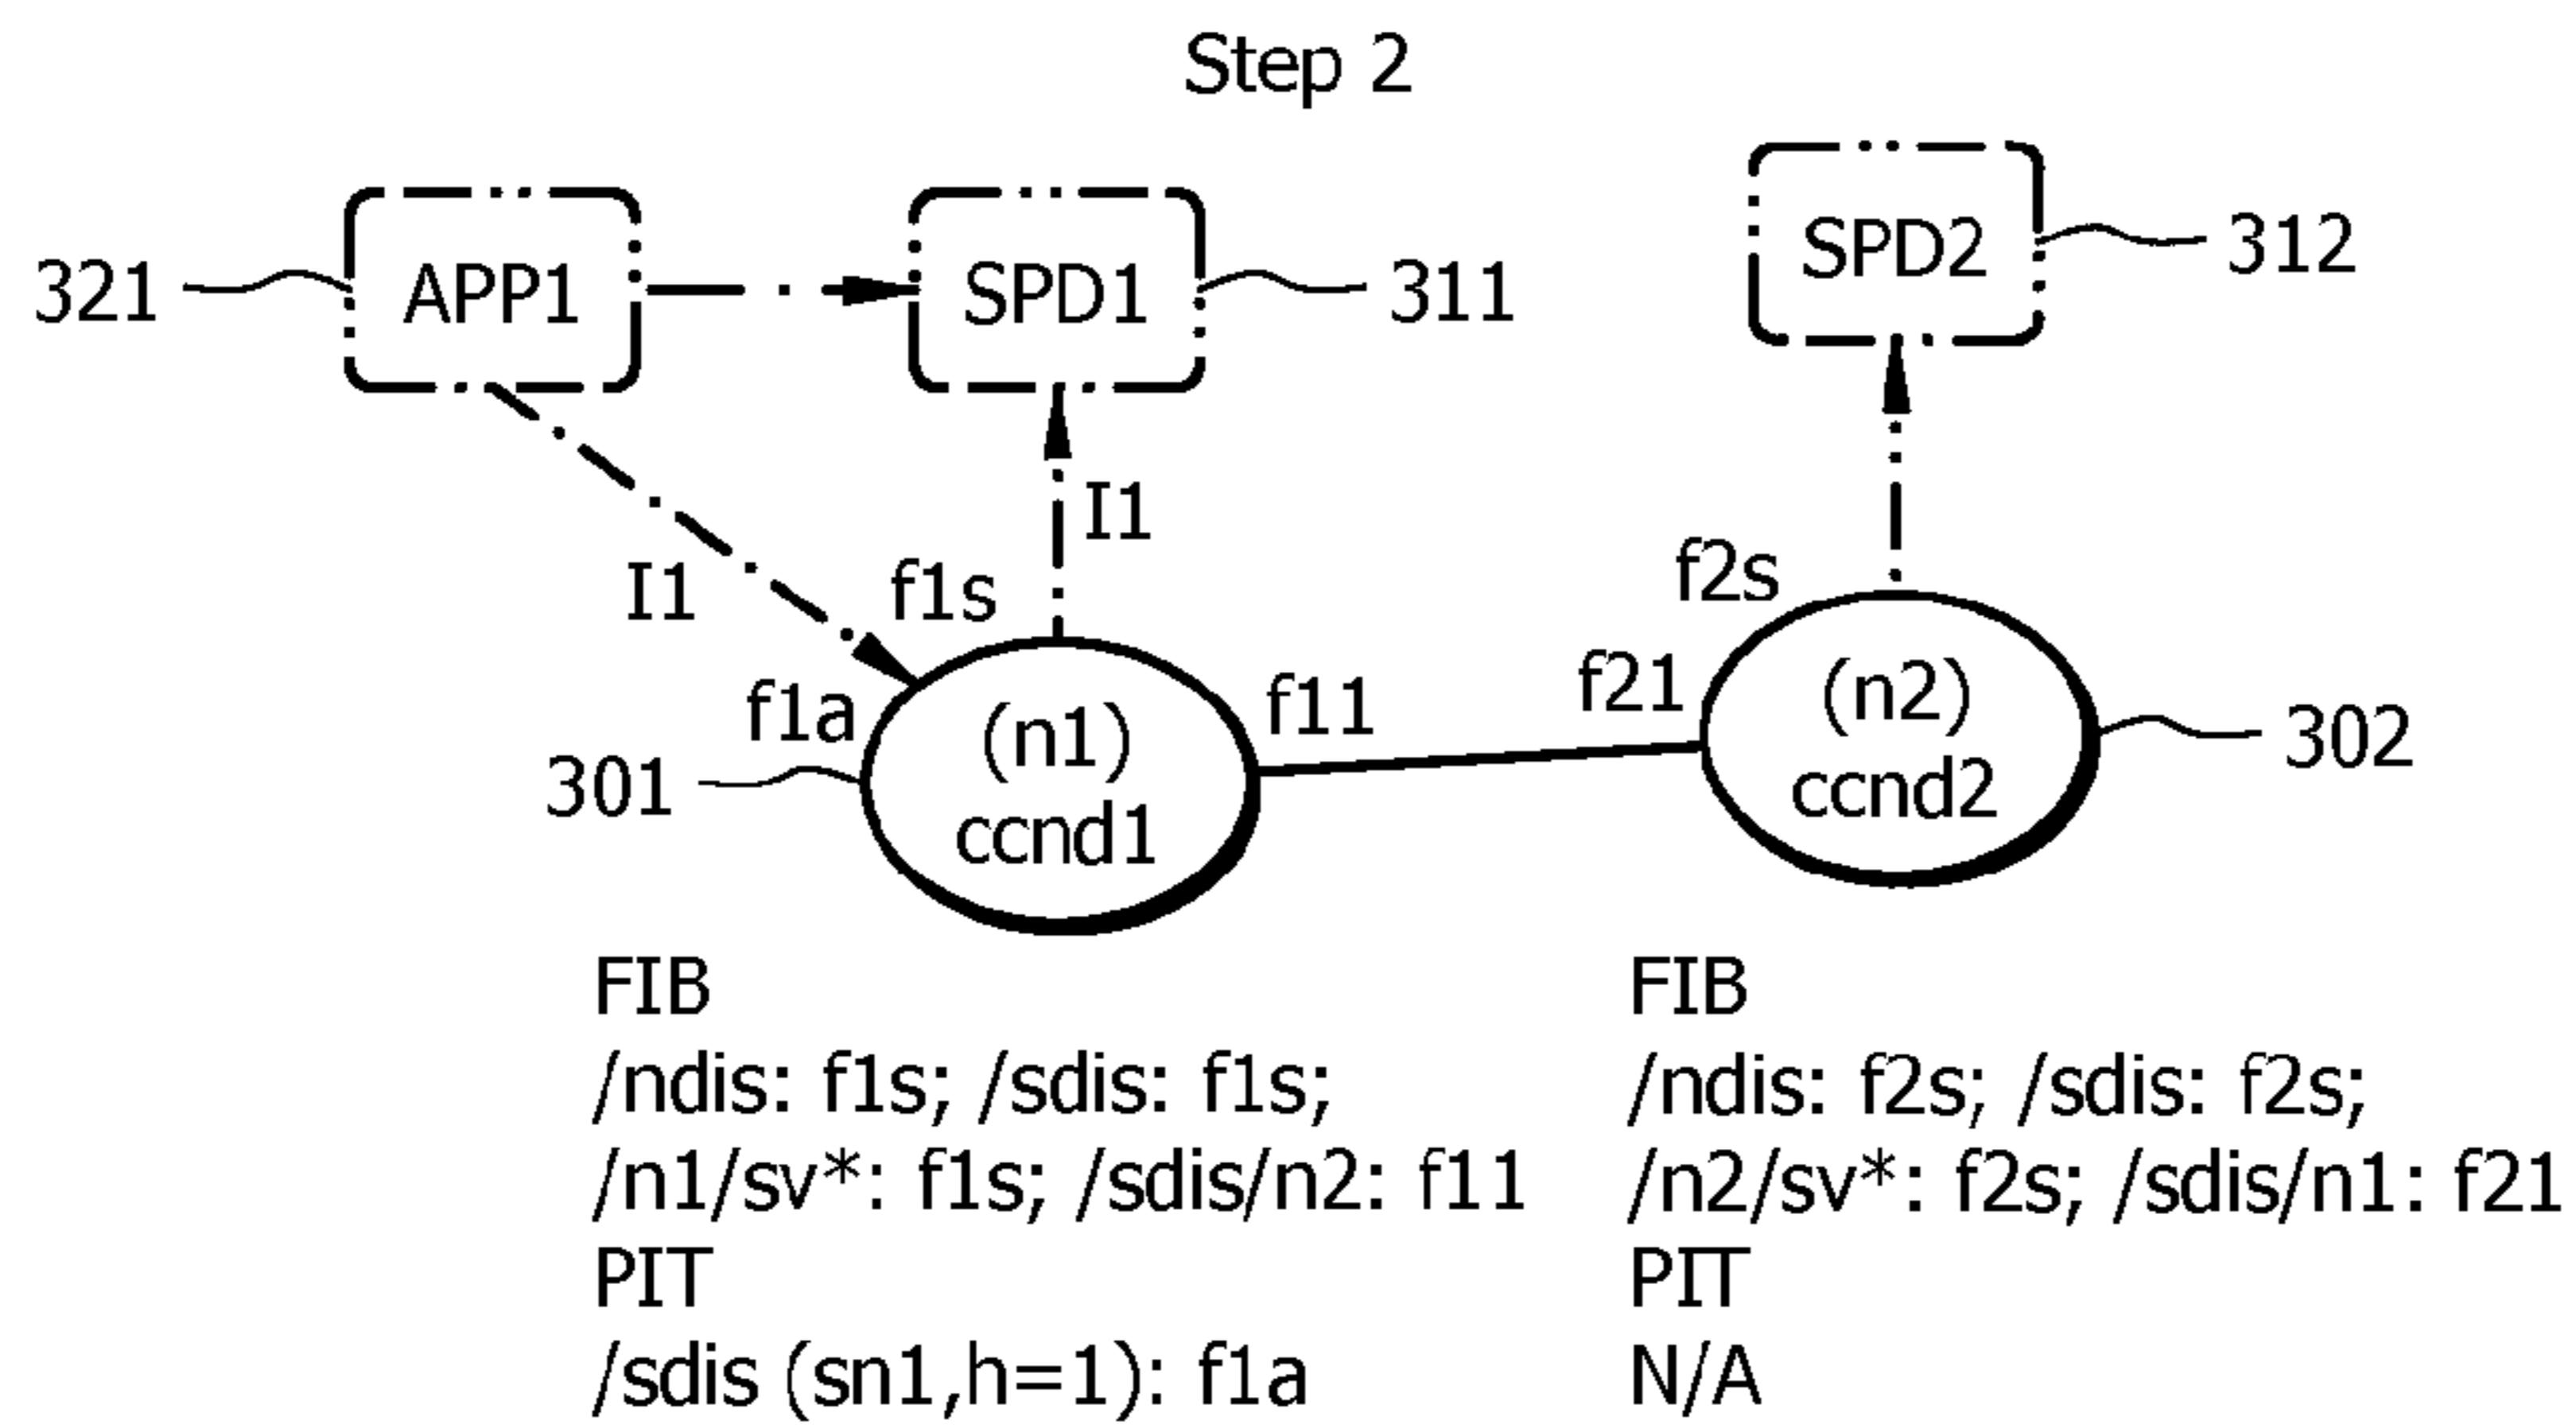 Step 2
SPD2
312
321
APP1
SPD1
311
I1
f2s
I1
f1s
f1a
f11
f21
(n1)
(n2)
301
302
ccnd1
ccnd2
FIB
/ndis: f1s; /sdis: f1s;
/n1/sv*: f1s; /sdis/n2: f11
PIT
/sdis (sn1,h=1): f1a
FIB
/ndis: f2s; /sdis: f2s;
/n2/sv*: f2s; /sdis/n1: f21
PIT
N/A